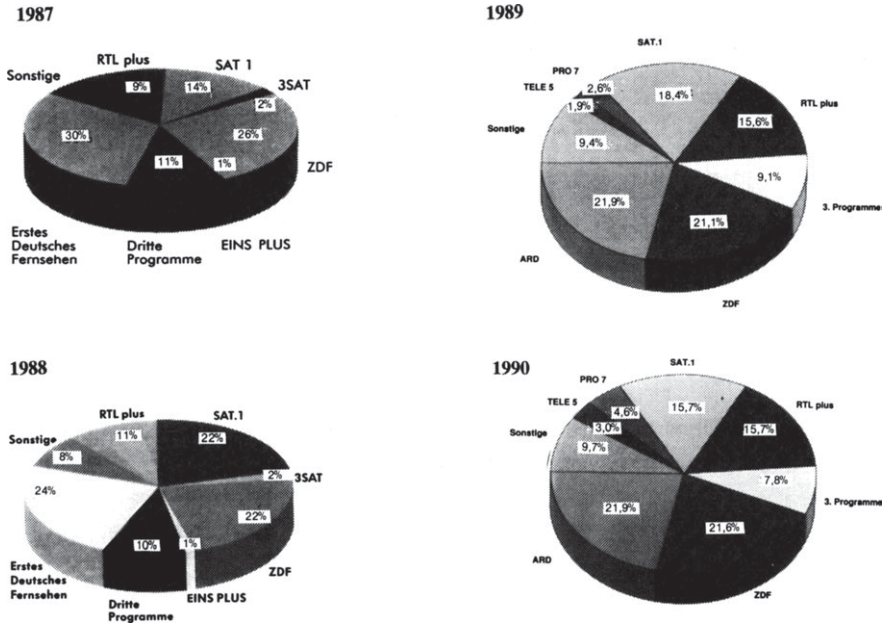 1987
RTL plus
SAT 1
Sonstige
3SAT
9%
14%
2%
30%
26%
11%
1%
ZDF
Erstes
Deutsches
Fernsehen
Dritte
Programme
EINS PLUS
1989
SAT.1
PRO 7
TELE 5
2,6%
18,4%
RTL plus
1,9%
15,6%
Sonstige
9,4%
9,1%
21,9%
3. Programme
21,1%
ARD
ZDF
1988
RTL plus
SAT.1
11%
22%
Sonstige
8%
2%
3SAT
24%
22%
10%
1%
Erstes
Deutsches
Fernsehen
ZDF
Dritte
Programme
EINS PLUS
1990
SAT.1
PRO 7
TELE 5
4,6%
15,7%
RTL plus
3,0%
15,7%
Sonstige
9,7%
7,8%
21,9%
3. Programme
21,6%
ARD
ZDF